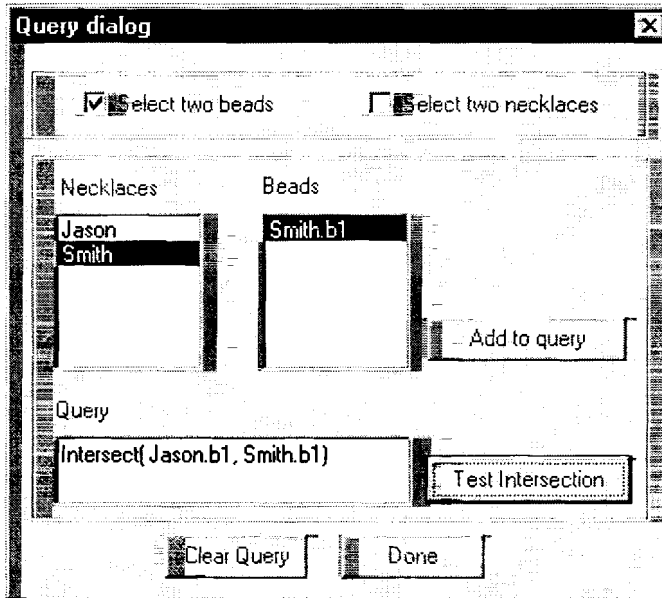 Query dialog
Select two beads Select two necklaces
Necklaces Beads
Jason Smith.b1
Smith
Add to query
Query
Intersect( Jason.b1, Smith.b1)
Test Intersection
Clear Query Done